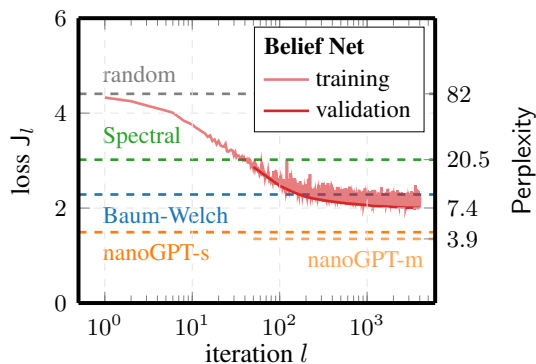 Belief Net
training
validation
random
Spectral
Baum-Welch
nanoGPT-s
nanoGPT-m
6
4
2
0
loss J_l
82
20.5
7.4
3.9
Perplexity
10^0
10^1
10^2
10^3
iteration l